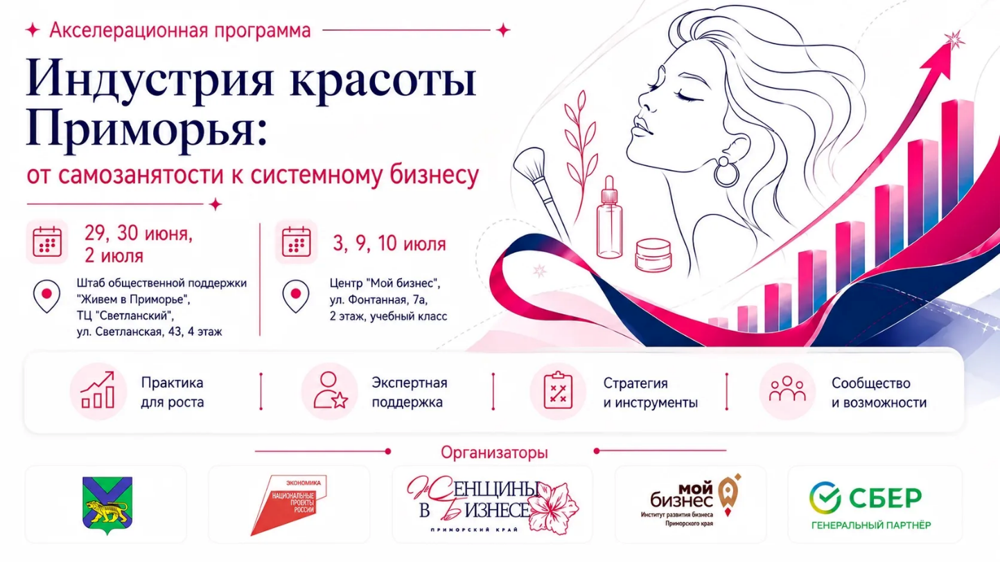 Акселерационная программа
Индустрия красоты
Приморья:
от самозанятости к системному бизнесу
29, 30 июня,
2 июля
Штаб общественной поддержки
"Живем в Приморье",
ТЦ "Светланский",
ул. Светланская, 43, 4 этаж
3, 9, 10 июля
Центр "Мой бизнес",
ул. Фонтанная, 7а,
2 этаж, учебный класс
Практика
для роста
Экспертная
поддержка
Стратегия
и инструменты
Сообщество
и возможности
Организаторы
ЭКОНОМИКА
НАЦИОНАЛЬНЫЕ
ПРОЕКТЫ
РОССИИ
ЖЕНЩИНЫ
В БИЗНЕСЕ
ПРИМОРСКИЙ КРАЙ
мой
бизнес
Институт развития бизнеса
Приморского края
СБЕР
ГЕНЕРАЛЬНЫЙ ПАРТНЁР